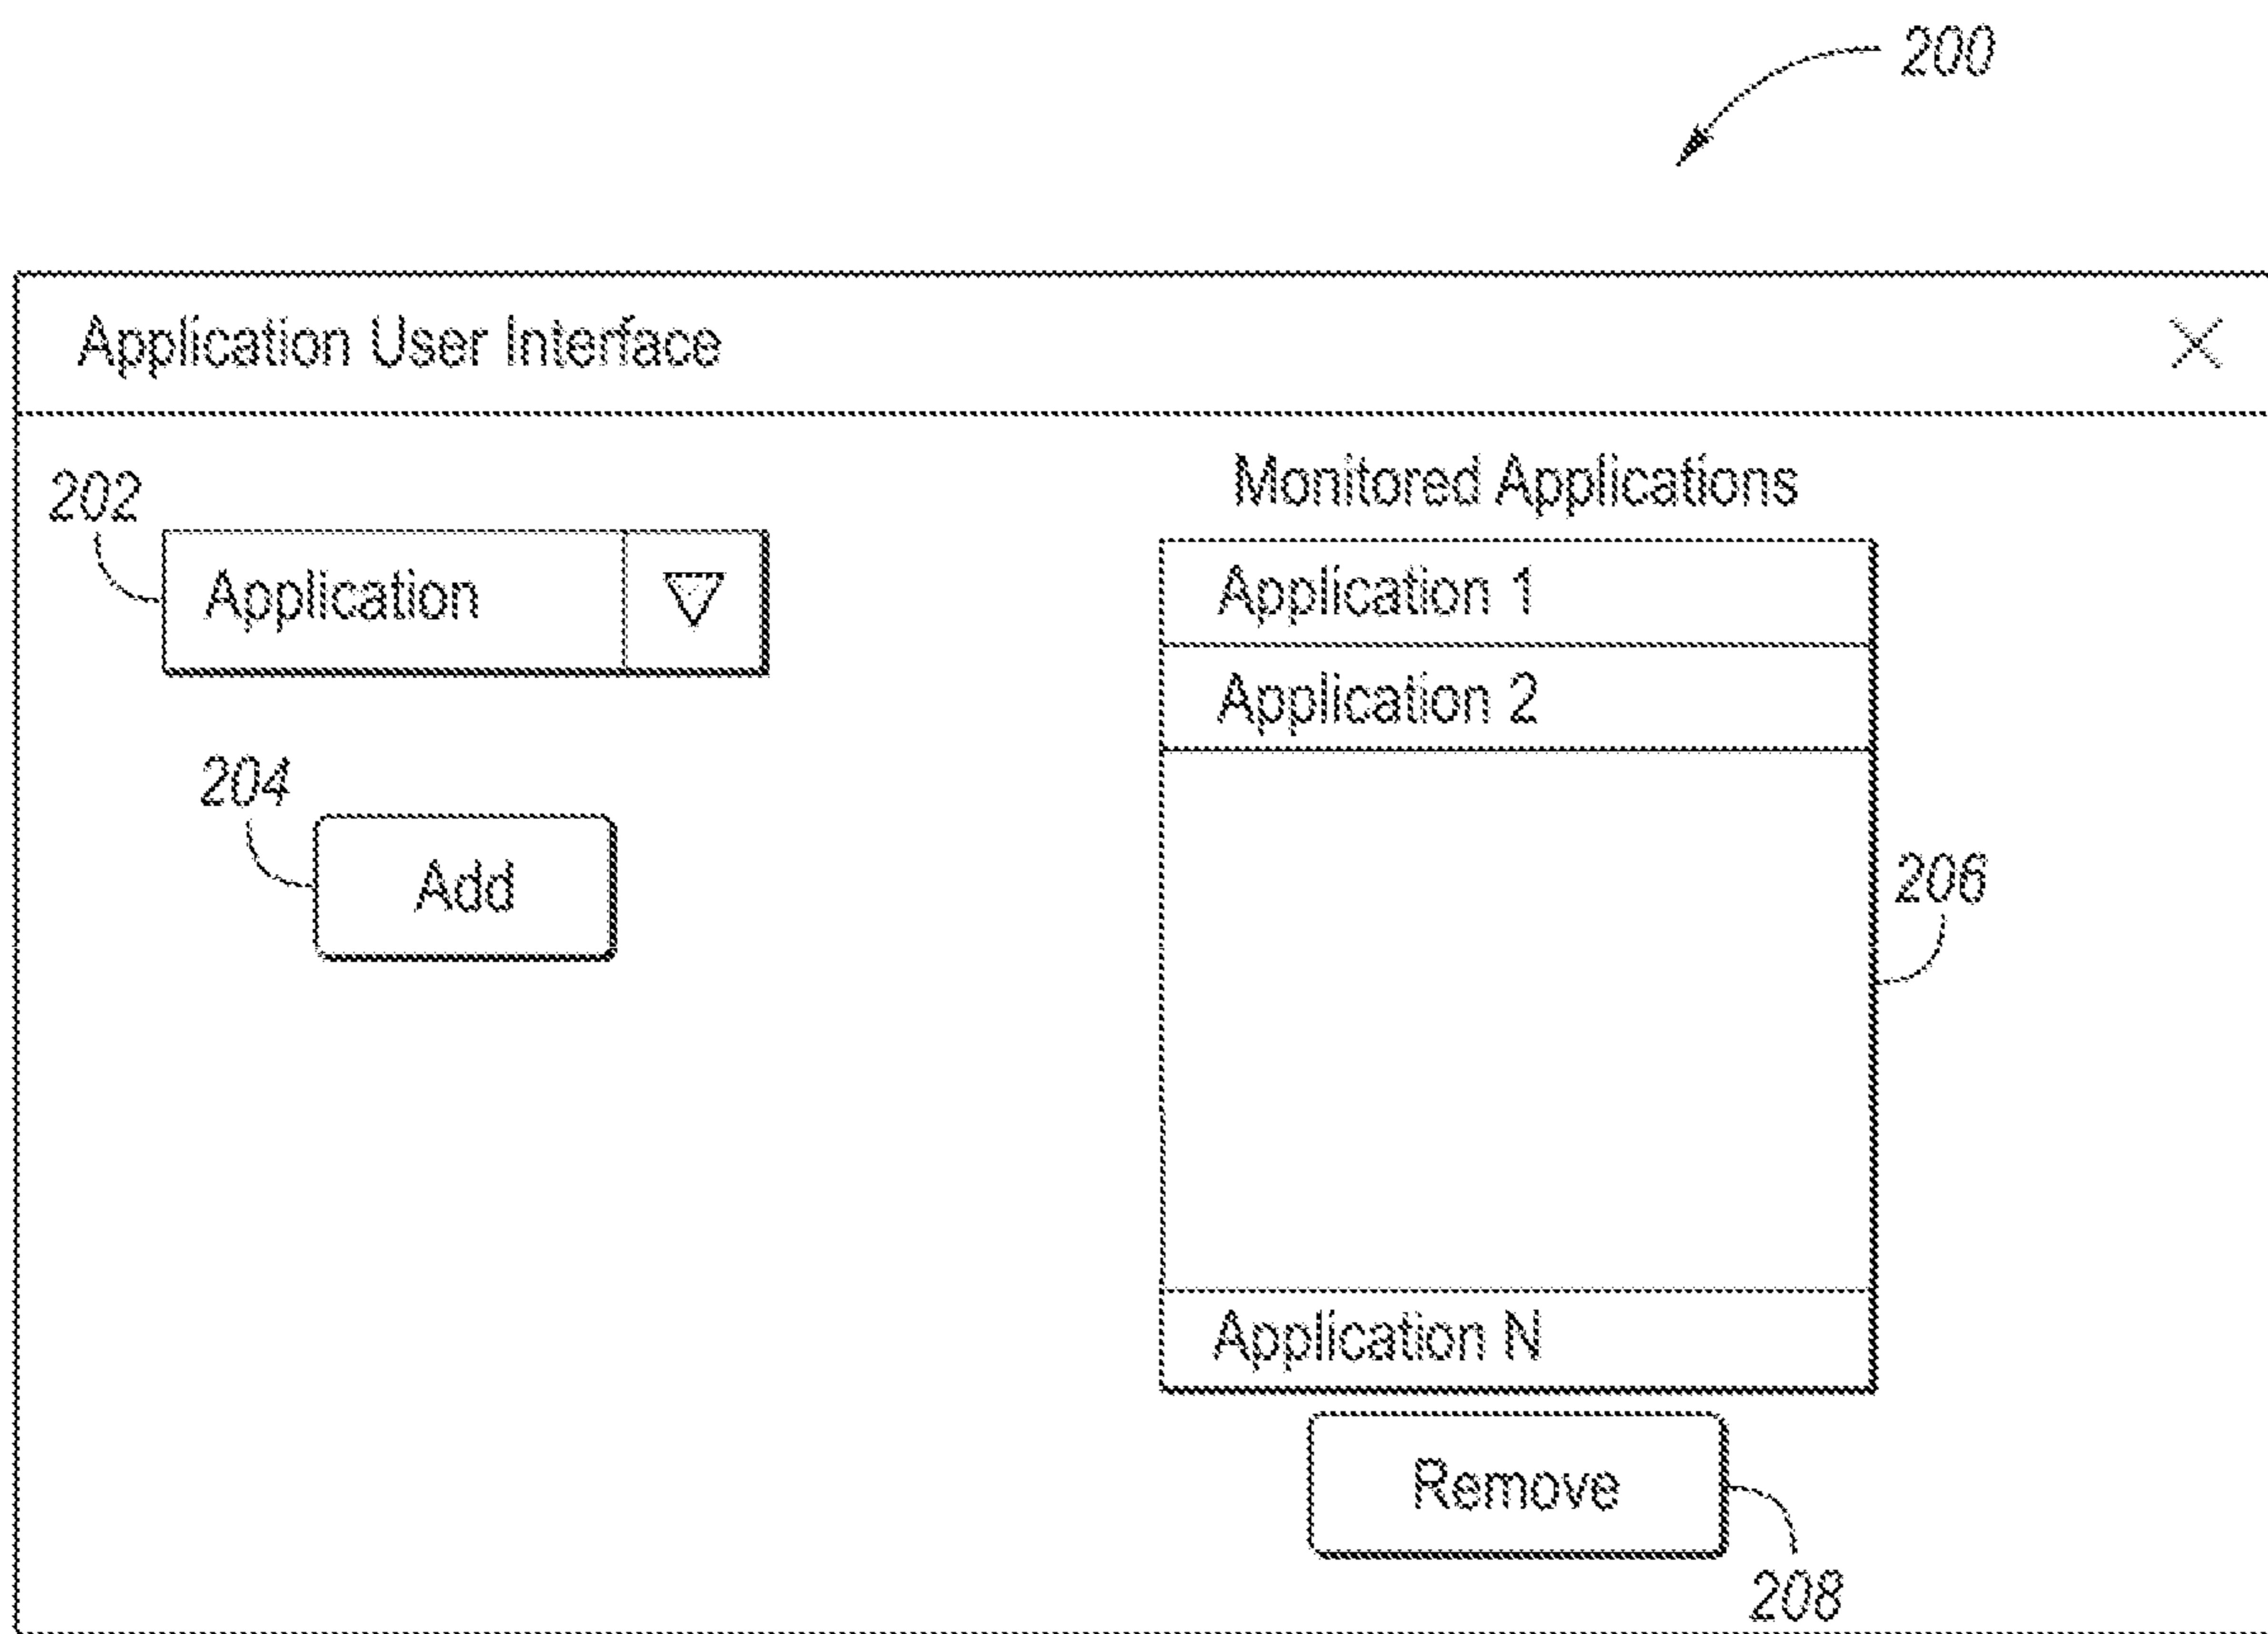 200
Application User Interface
202
Application
204
Add
Monitored Applications
Application 1
Application 2
206
Application N
Remove
208